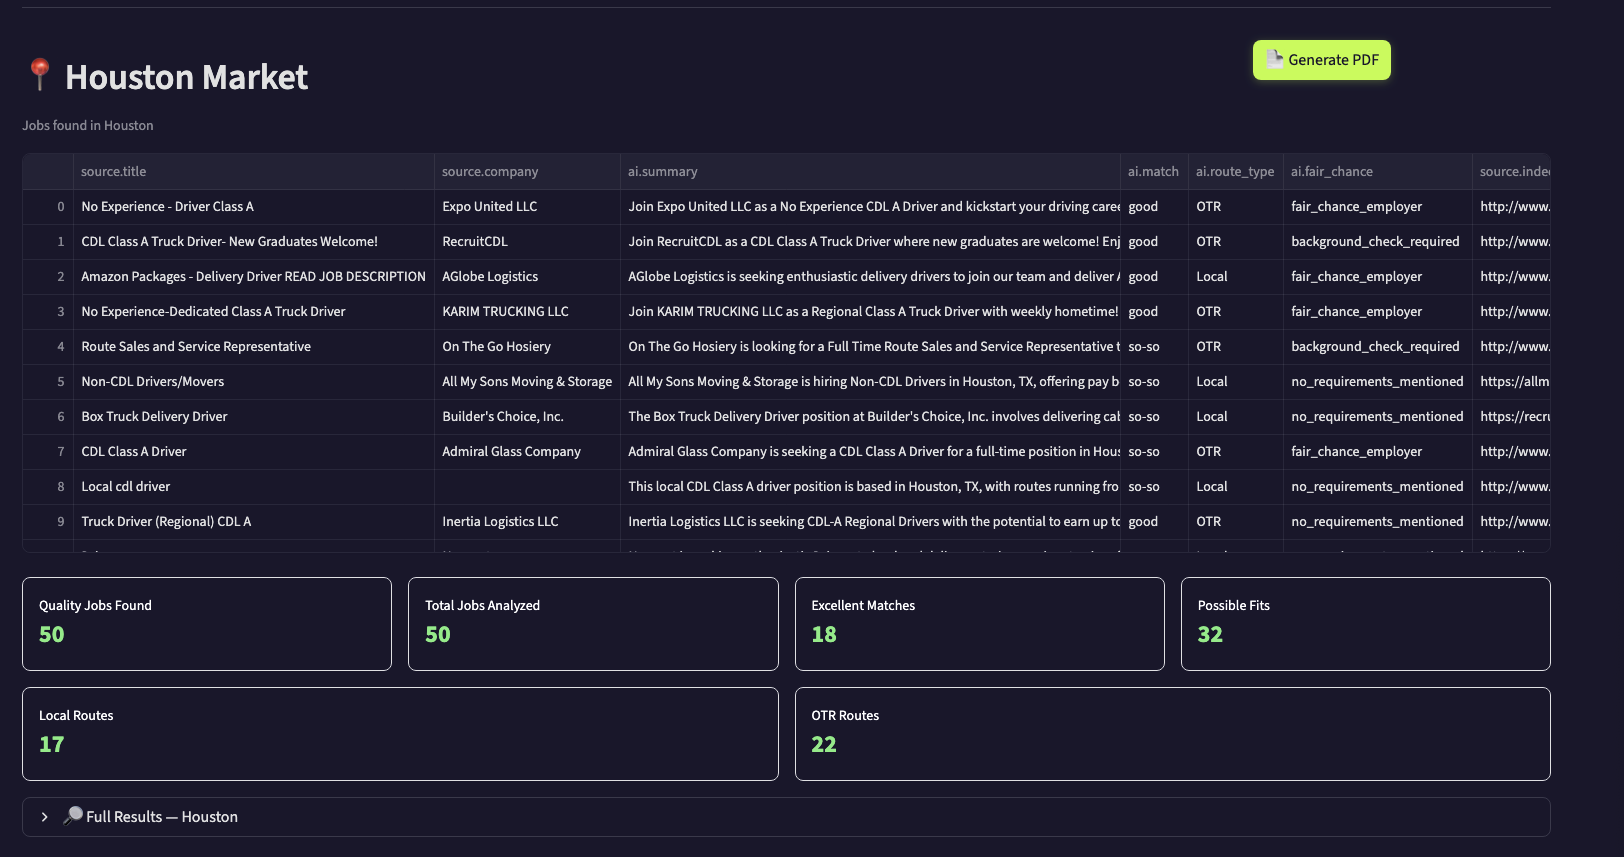 Houston Market
Generate PDF
Jobs found in Houston
source.title source.company ai.summary ai.match ai.route_type ai.fair_chance source.inde
0 No Experience - Driver Class A Expo United LLC Join Expo United LLC as a No Experience CDL A Driver and kickstart your driving caree good OTR fair_chance_employer http://www.
1 CDL Class A Truck Driver- New Graduates Welcome! RecruitCDL Join RecruitCDL as a CDL Class A Truck Driver where new graduates are welcome! Enj good OTR background_check_required http://www.
2 Amazon Packages - Delivery Driver READ JOB DESCRIPTION AGlobe Logistics AGlobe Logistics is seeking enthusiastic delivery drivers to join our team and deliver good Local fair_chance_employer http://www.
3 No Experience-Dedicated Class A Truck Driver KARIM TRUCKING LLC Join KARIM TRUCKING LLC as a Regional Class A Truck Driver with weekly hometime! good OTR fair_chance_employer http://www.
4 Route Sales and Service Representative On The Go Hosiery On The Go Hosiery is looking for a Full Time Route Sales and Service Representative t so-so OTR background_check_required http://www.
5 Non-CDL Drivers/Movers All My Sons Moving & Storage All My Sons Moving & Storage is hiring Non-CDL Drivers in Houston, TX, offering pay b so-so Local no_requirements_mentioned https://allm
6 Box Truck Delivery Driver Builder's Choice, Inc. The Box Truck Delivery Driver position at Builder's Choice, Inc. involves delivering cal so-so Local no_requirements_mentioned https://recru
7 CDL Class A Driver Admiral Glass Company Admiral Glass Company is seeking a CDL Class A Driver for a full-time position in Hous so-so OTR fair_chance_employer http://www.
8 Local cdl driver This local CDL Class A driver position is based in Houston, TX, with routes running fro so-so Local no_requirements_mentioned http://www.
9 Truck Driver (Regional) CDL A Inertia Logistics LLC Inertia Logistics LLC is seeking CDL-A Regional Drivers with the potential to earn up to good OTR no_requirements_mentioned http://www.
Quality Jobs Found Total Jobs Analyzed Excellent Matches Possible Fits
50 50 18 32
Local Routes OTR Routes
17 22
Full Results — Houston